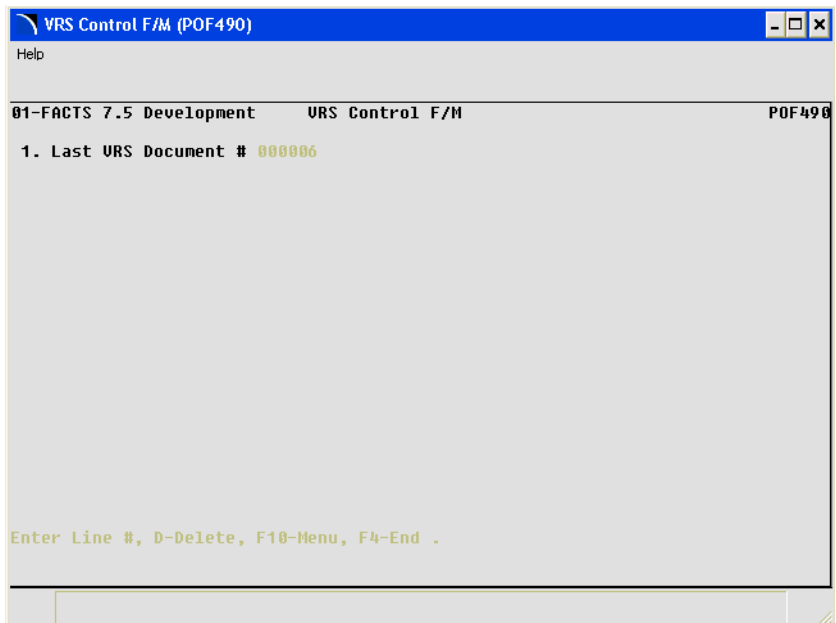 VRS Control F/M (POF490)
Help
01-FACTS 7.5 Development VRS Control F/M POF490
1. Last VRS Document # 000006
Enter Line #, D-Delete, F10-Menu, F4-End .